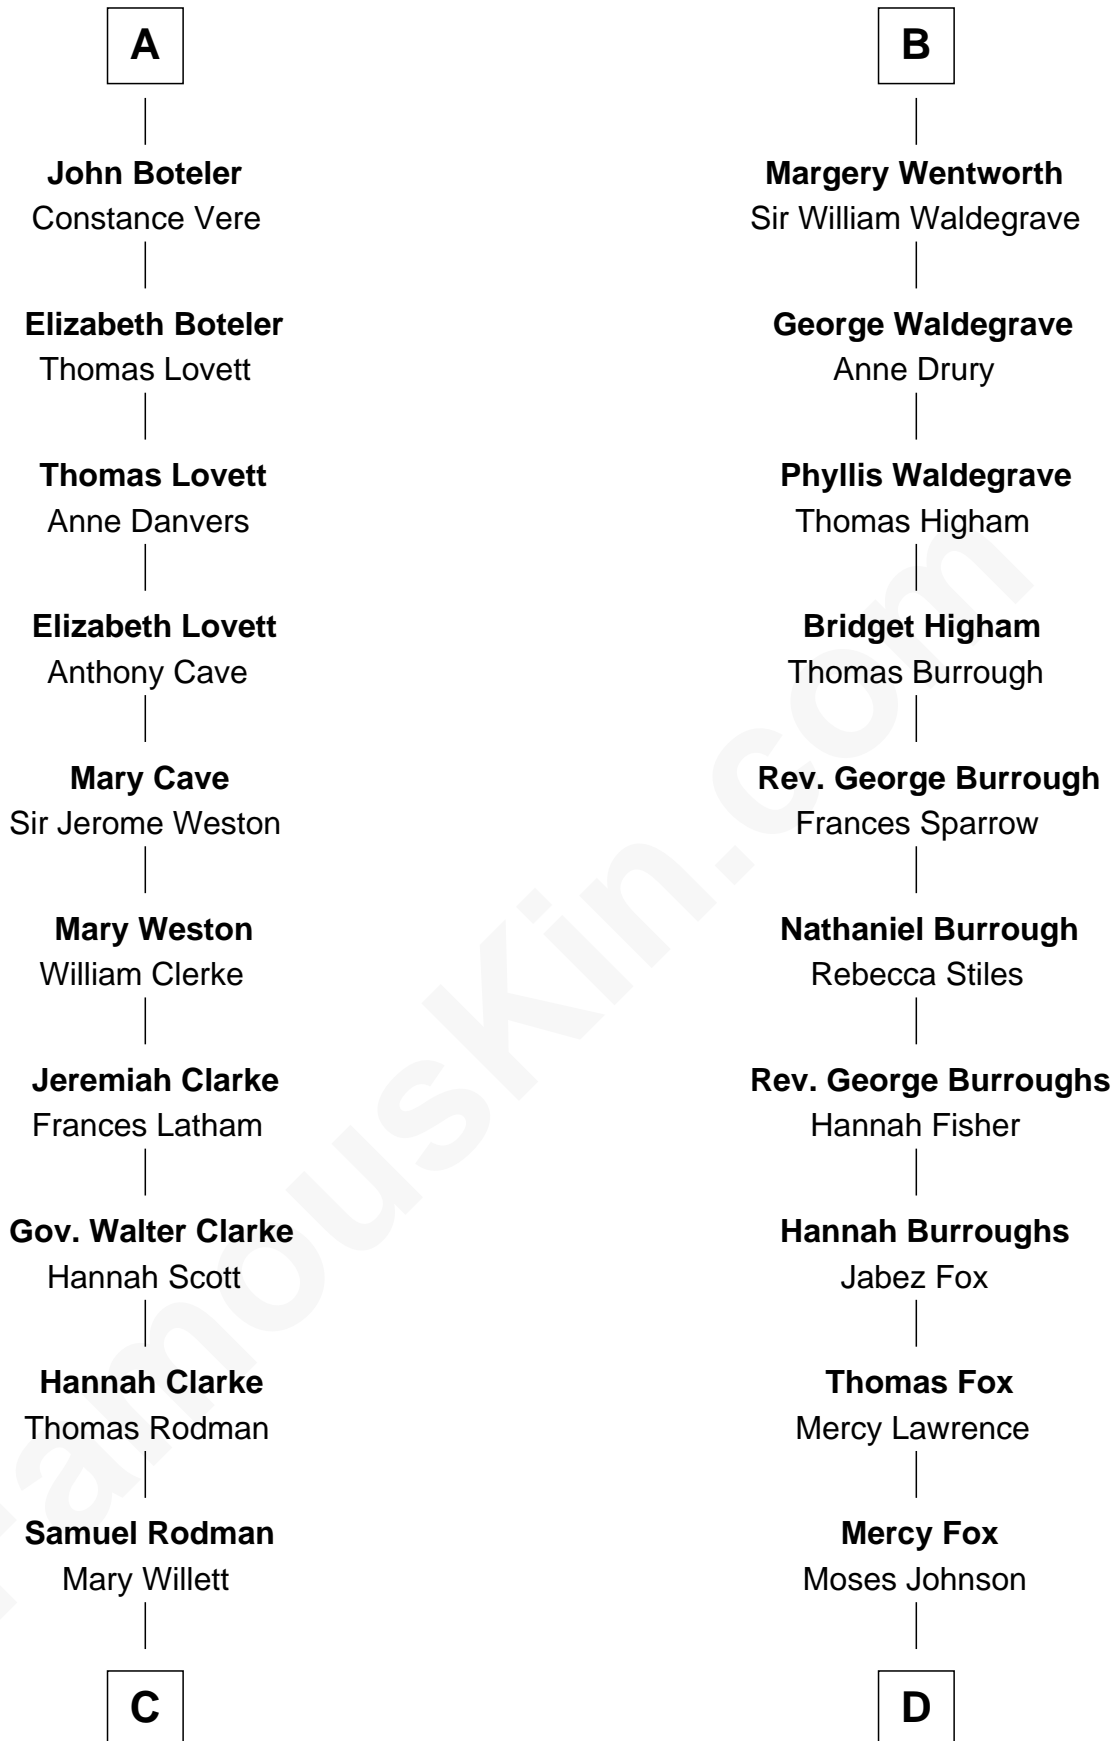 A
John Boteler
Constance Vere
Elizabeth Boteler
Thomas Lovett
Thomas Lovett
Anne Danvers
Elizabeth Lovett
Anthony Cave
Mary Cave
Sir Jerome Weston
Mary Weston
William Clerke
Jeremiah Clarke
Frances Latham
Gov. Walter Clarke
Hannah Scott
Hannah Clarke
Thomas Rodman
Samuel Rodman
Mary Willett
C
B
Margery Wentworth
Sir William Waldegrave
George Waldegrave
Anne Drury
Phyllis Waldegrave
Thomas Higham
Bridget Higham
Thomas Burrough
Rev. George Burrough
Frances Sparrow
Nathaniel Burrough
Rebecca Stiles
Rev. George Burroughs
Hannah Fisher
Hannah Burroughs
Jabez Fox
Thomas Fox
Mercy Lawrence
Mercy Fox
Moses Johnson
D
FamousKin.com